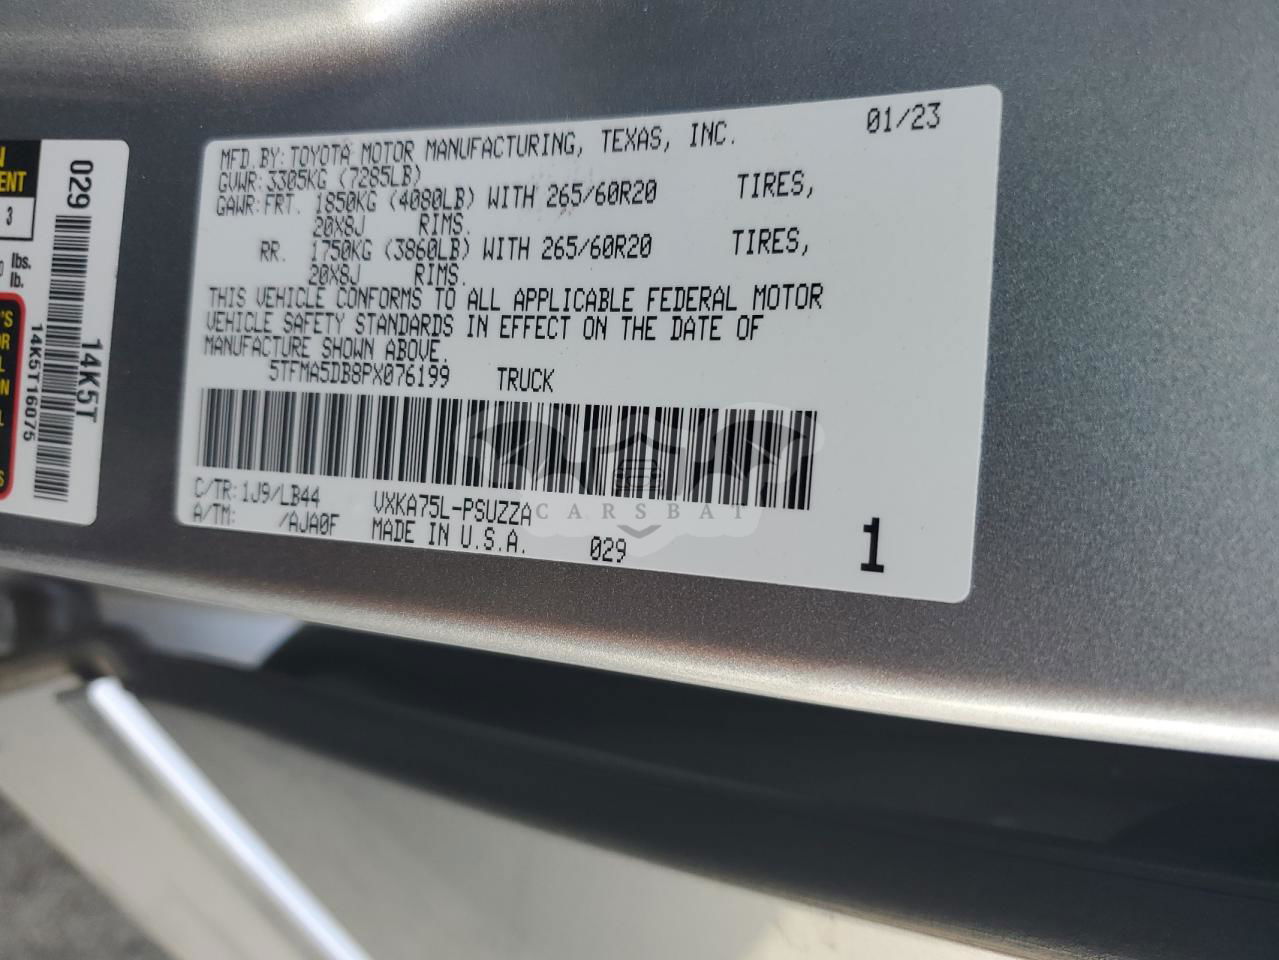 MFD.BY:TOYOTA MOTOR MANUFACTURING, TEXAS, INC. 01/23
GVWR:3305KG (7285LB)
GAWR:FRT. 1850KG (4080LB) WITH 265/60R20 TIRES,
20X8J RIMS.
RR. 1750KG (3860LB) WITH 265/60R20 TIRES,
20X8J RIMS.
THIS VEHICLE CONFORMS TO ALL APPLICABLE FEDERAL MOTOR
VEHICLE SAFETY STANDARDS IN EFFECT ON THE DATE OF
MANUFACTURE SHOWN ABOVE.
5TFMA5DB8PX076199 TRUCK
C/TR:1J9/LB44 VXKA75L-PSUZZA
A/TM: /AJA0F MADE IN U.S.A. 029 1
CARSBAT
029
14K5T
14K5T16075
3
lbs.
lb.